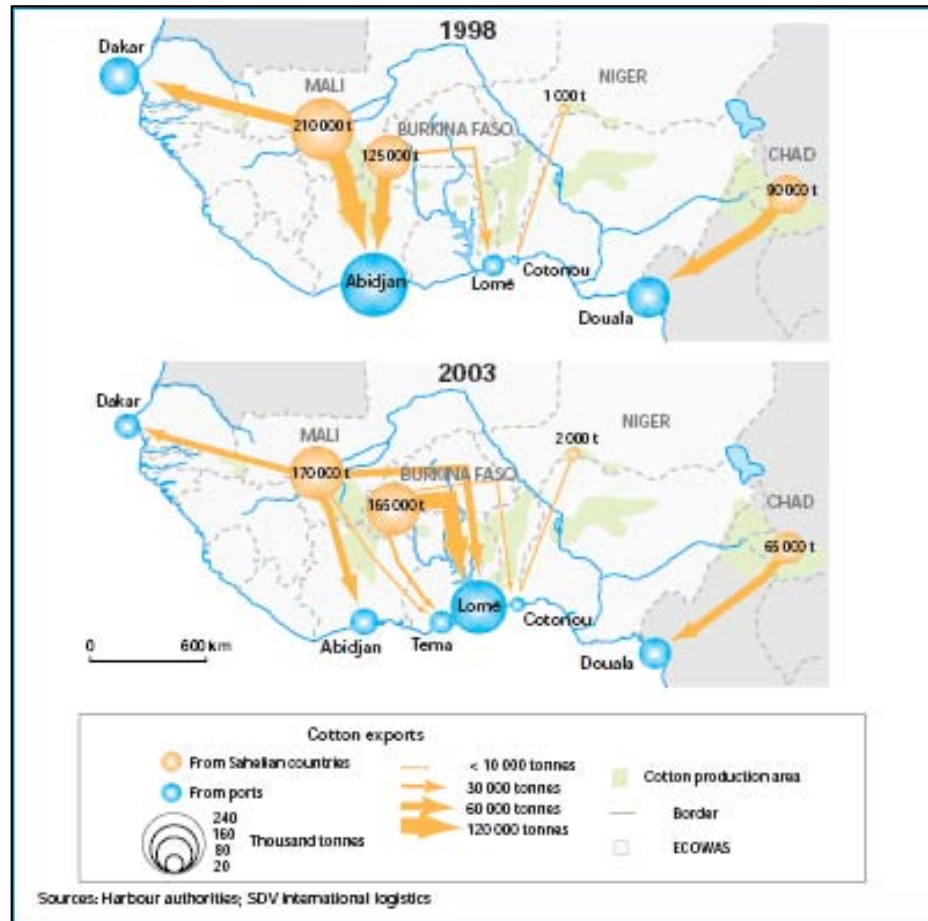 1998
Dakar
MALI
NIGER
1 000 t
210 000 t
BURKINA FASO
125 000 t
CHAD
90 000 t
Abidjan
Lomé
Cotonou
Douala
2003
Dakar
MALI
NIGER
2 000 t
170 000 t
BURKINA FASO
165 000 t
CHAD
65 000 t
Lomé
Cotonou
Abidjan
Tema
Douala
0 600 km
Cotton exports
From Sahelian countries
From ports
240
160
80
20
Thousand tonnes
< 10 000 tonnes
30 000 tonnes
60 000 tonnes
120 000 tonnes
Cotton production area
Border
ECOWAS
Sources: Harbour authorities; SDV International logistics